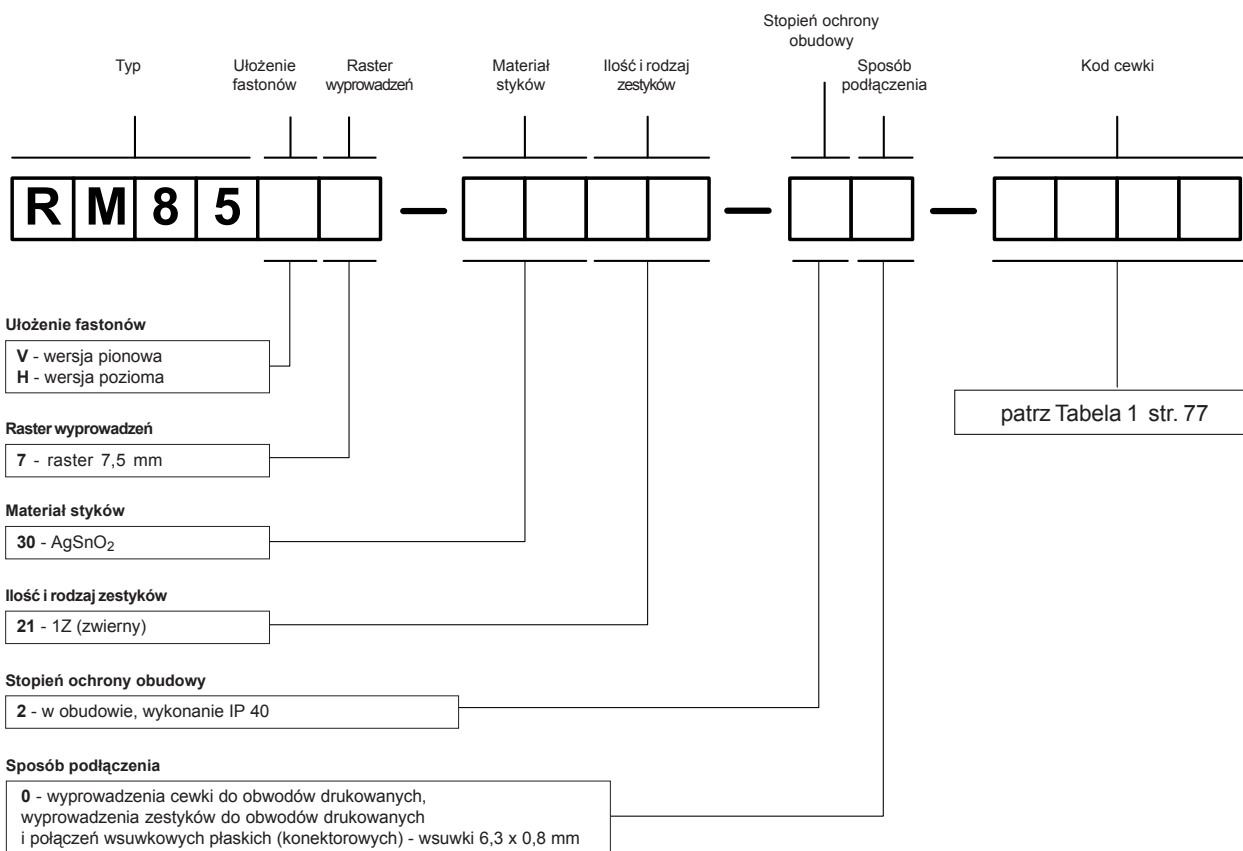 Stopień ochrony
obudowy
Typ
Ułożenie
fastonów
Raster
wyprowadzeń
Materiał
styków
Ilość i rodzaj
zestyków
Sposób
podłączenia
Kod cewki
R M 8 5 – – –
Ułożenie fastonów
V - wersja pionowa
H - wersja pozioma
patrz Tabela 1 str. 77
Raster wyprowadzeń
7 - raster 7,5 mm
Materiał styków
30 - AgSnO₂
Ilość i rodzaj zestyków
21 - 1Z (zwierny)
Stopień ochrony obudowy
2 - w obudowie, wykonanie IP 40
Sposób podłączenia
0 - wyprowadzenia cewki do obwodów drukowanych,
wyprowadzenia zestyków do obwodów drukowanych
i połączeń wsuwkowych płaskich (konektorowych) - wsuwki 6,3 x 0,8 mm